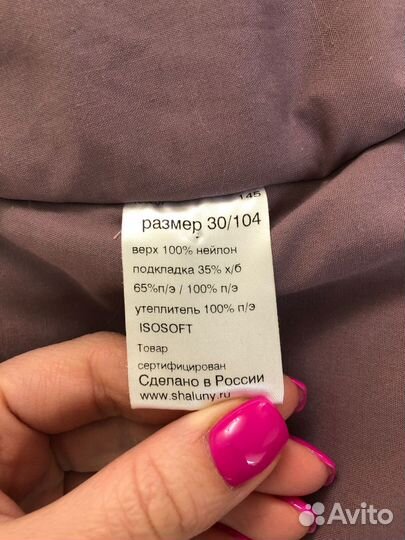 145
размер 30/104
верх 100% нейлон
подкладка 35% х/б
65%п/э / 100% п/э
утеплитель 100% п/э
ISOSOFT
Товар
сертифицирован
Сделано в России
www.shaluny.ru
Avito